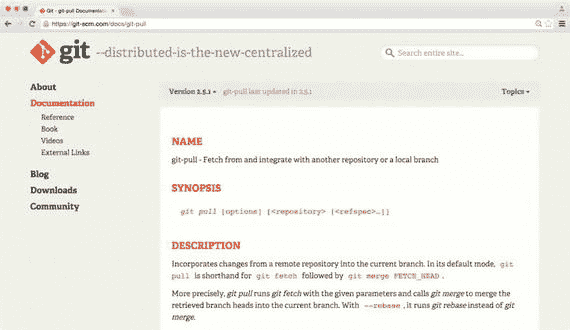 Git - git-pull Documentation
https://git-scm.com/docs/git-pull
git --distributed-is-the-new-centralized
Search entire site...
About
Documentation
Reference
Book
Videos
External Links
Blog
Downloads
Community
Version 2.5.1 ▾ git-pull last updated in 2.5.1
Topics ▾
NAME
git-pull - Fetch from and integrate with another repository or a local branch
SYNOPSIS
git pull [options] [<repository> [<refspec>…]]
DESCRIPTION
Incorporates changes from a remote repository into the current branch. In its default mode, git
pull is shorthand for git fetch followed by git merge FETCH_HEAD.
More precisely, git pull runs git fetch with the given parameters and calls git merge to merge the
retrieved branch heads into the current branch. With --rebase, it runs git rebase instead of git
merge.